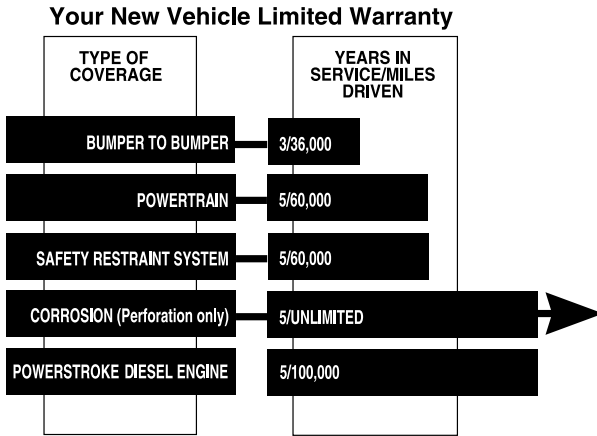 Your New Vehicle Limited Warranty
TYPE OF
COVERAGE
YEARS IN
SERVICE/MILES
DRIVEN
BUMPER TO BUMPER
3/36,000
POWERTRAIN
5/60,000
SAFETY RESTRAINT SYSTEM
5/60,000
CORROSION (Perforation only)
5/UNLIMITED
POWERSTROKE DIESEL ENGINE
5/100,000